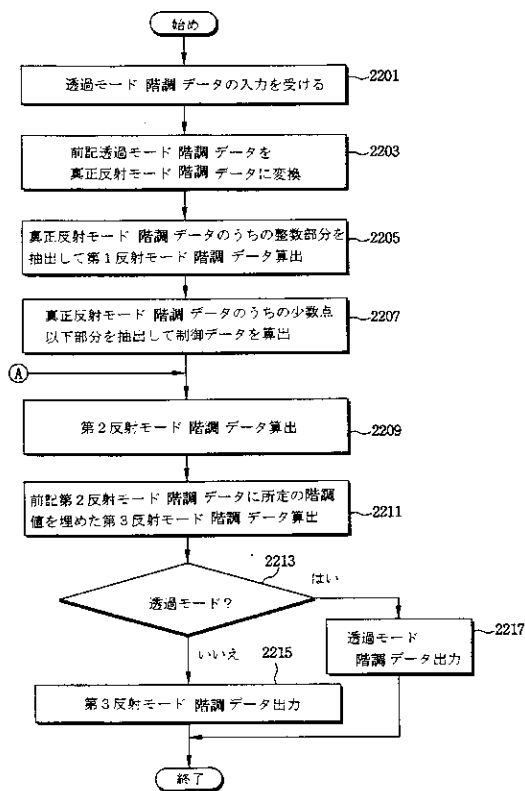 始め
透過モード 階調 データの入力を受ける
2201
前記透過モード 階調 データを
真正反射モード 階調 データに変換
2203
真正反射モード 階調 データのうちの整数部分を
抽出して第1反射モード 階調 データ算出
2205
真正反射モード 階調 データのうちの少数点
以下部分を抽出して制御データを算出
2207
A
第2反射モード 階調 データ算出
2209
前記第2反射モード 階調 データに所定の階調
値を埋めた第3反射モード 階調 データ算出
2211
2213
透過モード?
はい
いいえ
透過モード
階調 データ出力
2217
2215
第3反射モード 階調 データ出力
終了